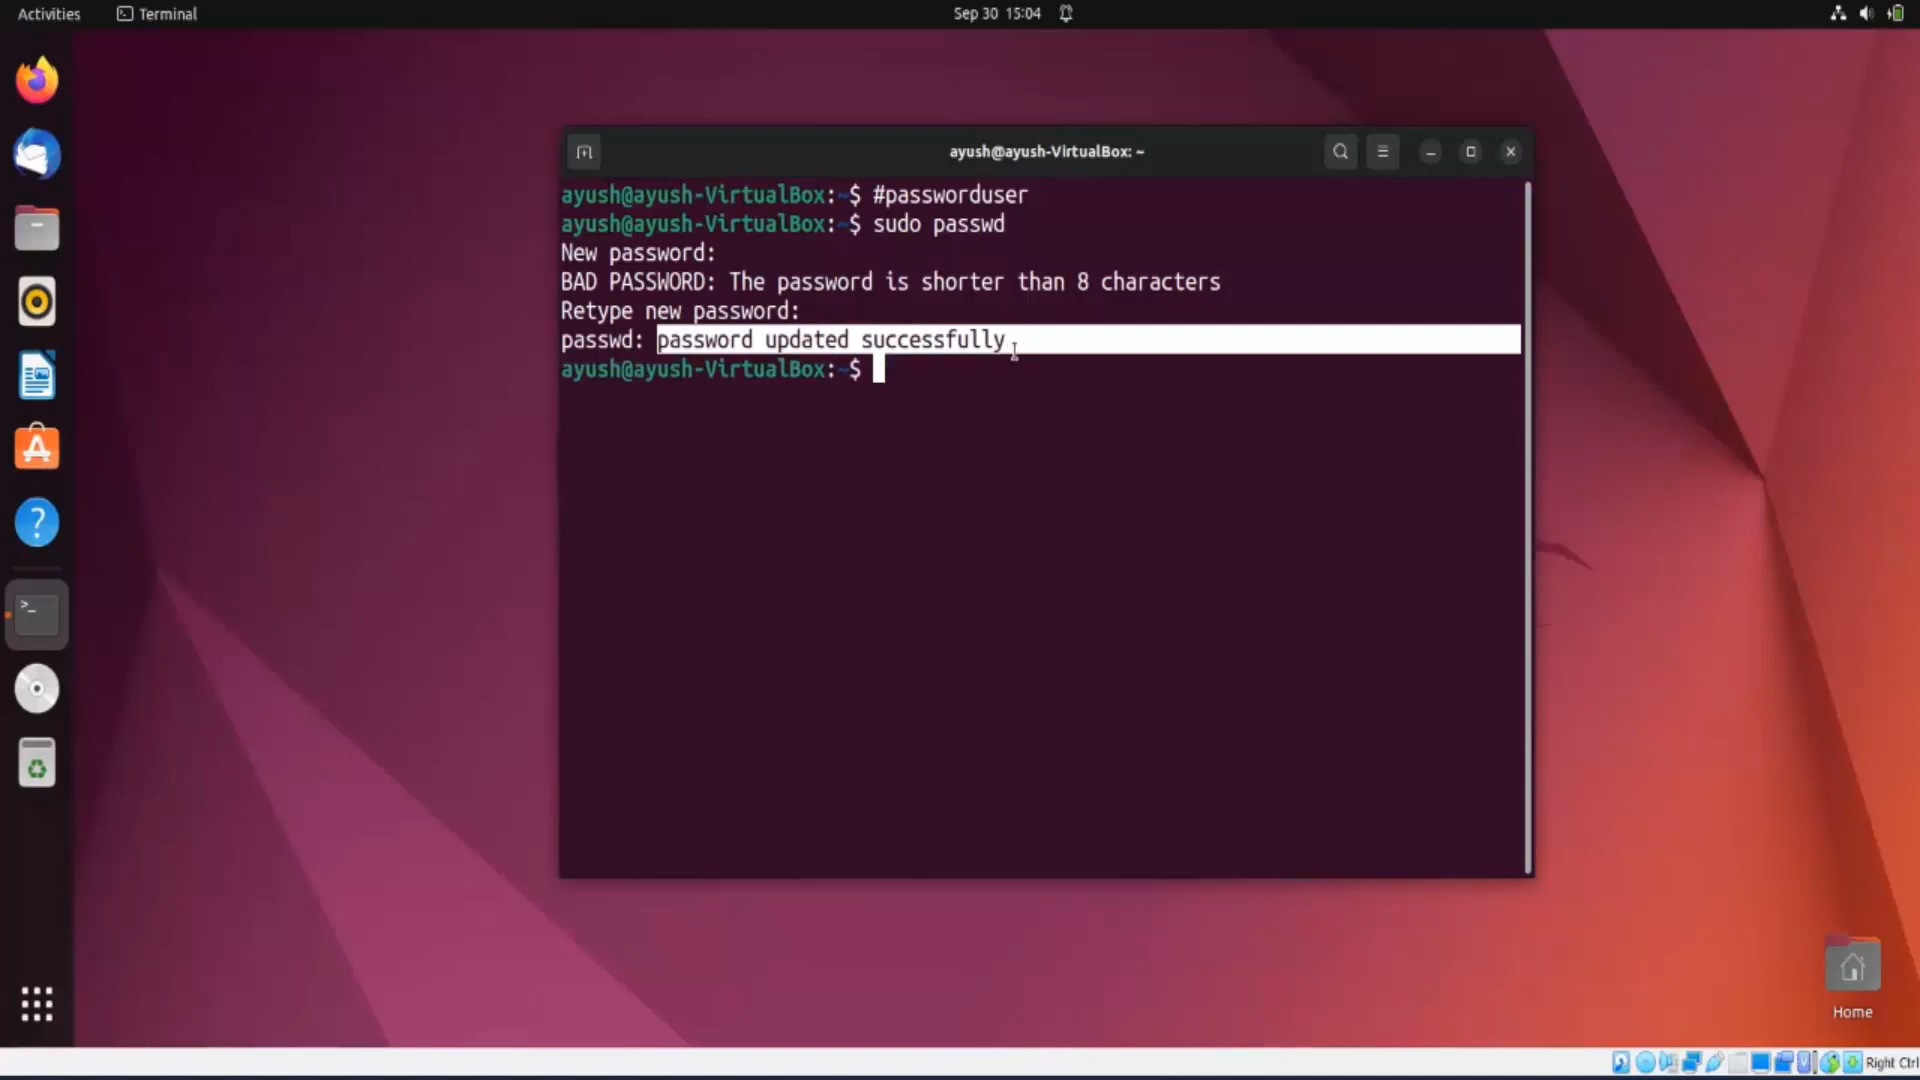 Activities
Terminal
Sep 30 15:04
ayush@ayush-VirtualBox: ~
ayush@ayush-VirtualBox:~$ #passworduser
ayush@ayush-VirtualBox:~$ sudo passwd
New password:
BAD PASSWORD: The password is shorter than 8 characters
Retype new password:
passwd: password updated successfully
ayush@ayush-VirtualBox:~$
Home
Right Ctrl